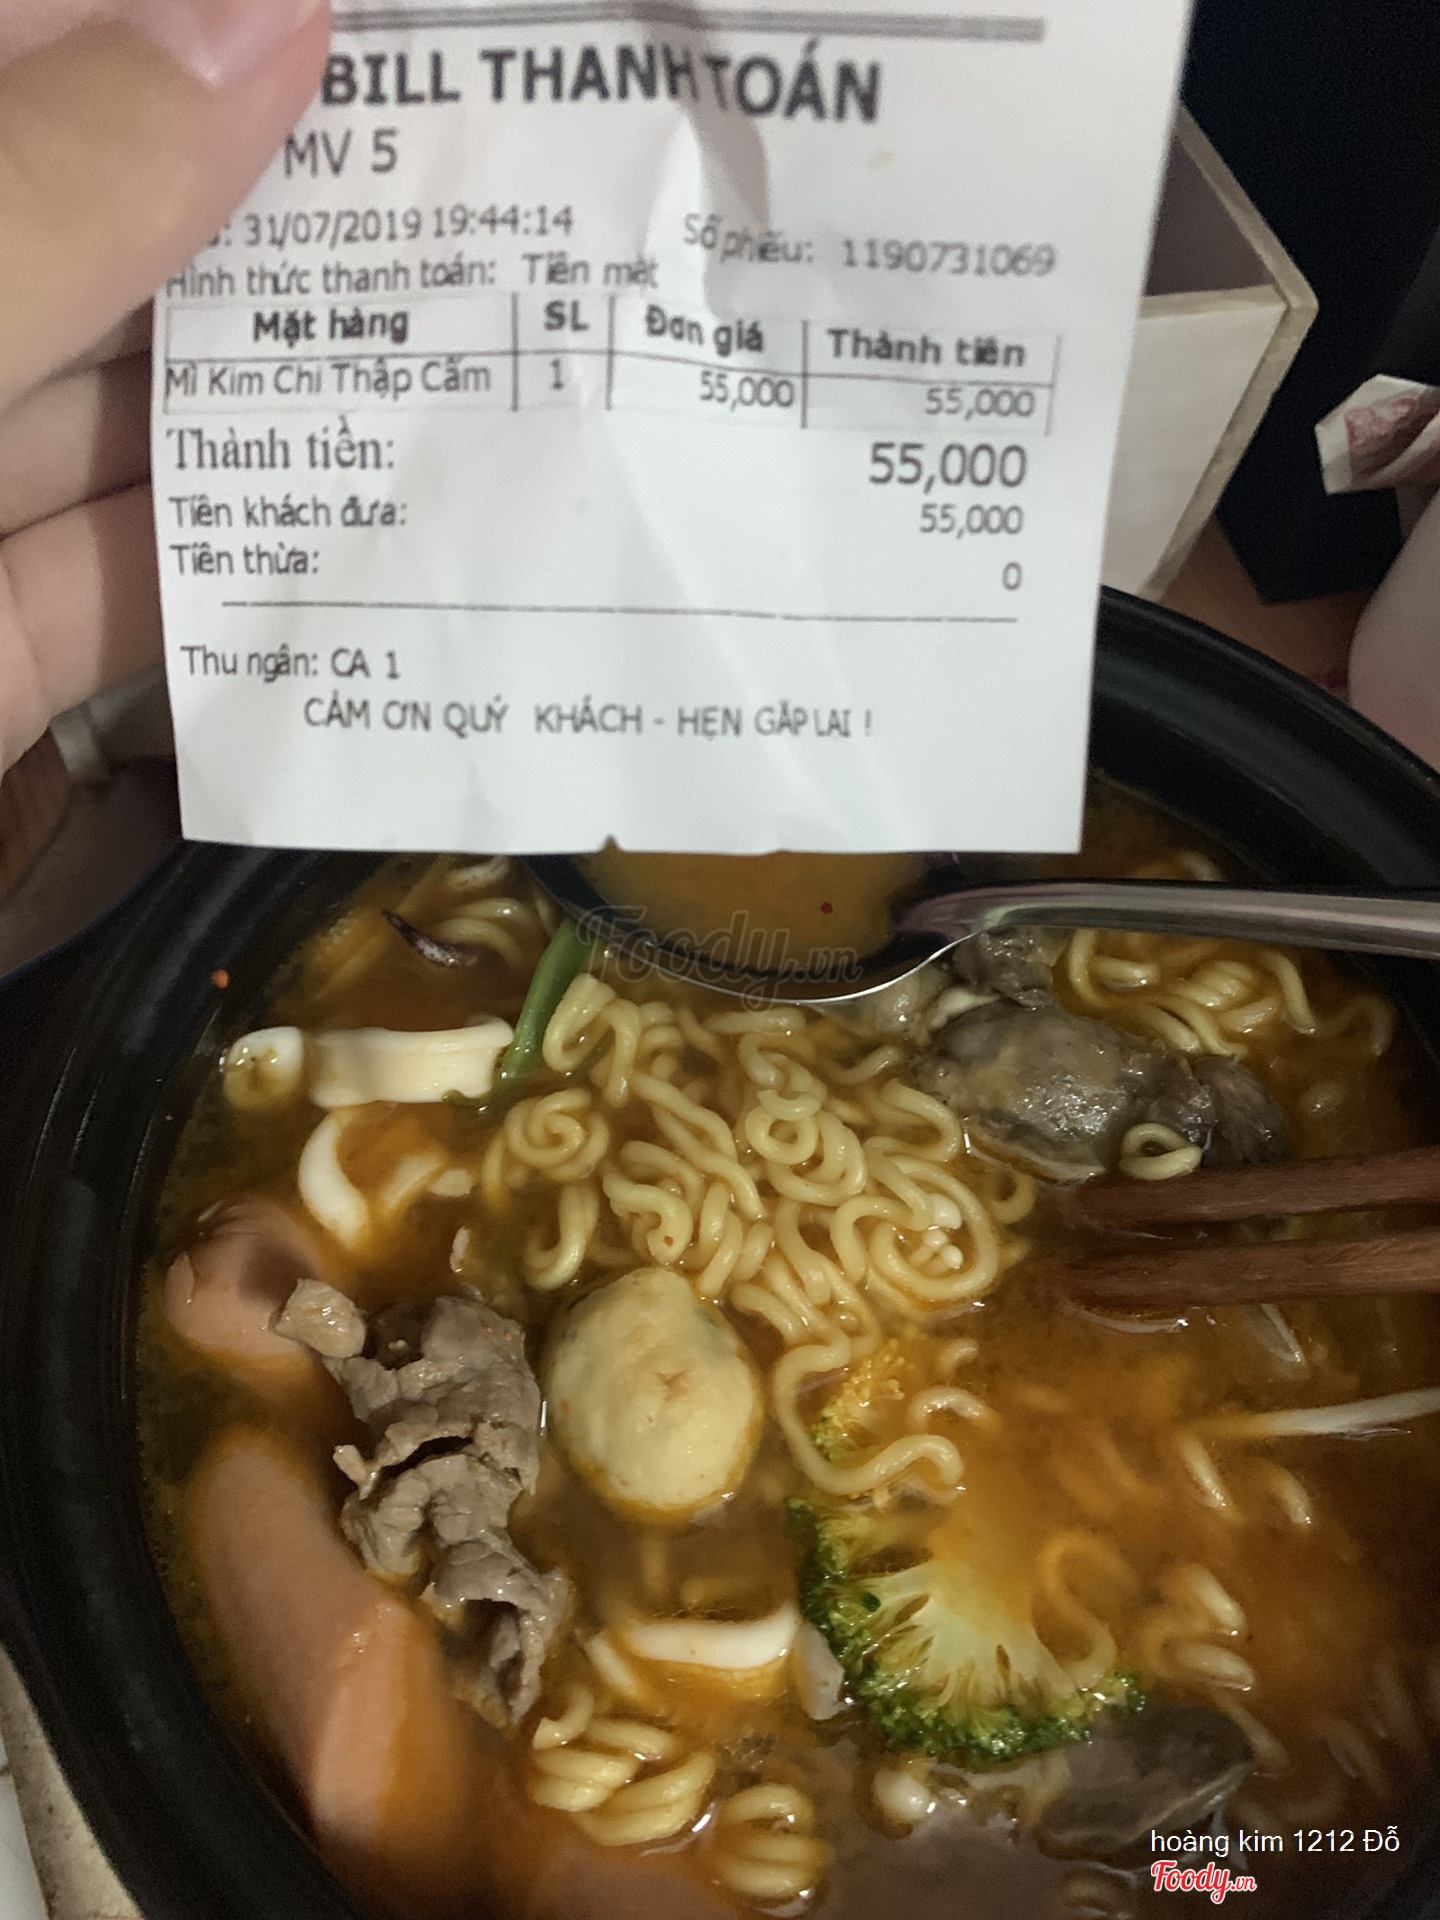 BILL THANH TOÁN
MV 5
: 31/07/2019 19:44:14 Số phiếu: 1190731069
Hình thức thanh toán: Tiền mặt
Mặt hàng SL Đơn giá Thành tiền
Mì Kim Chi Thập Cẩm 1 55,000 55,000
Thành tiền: 55,000
Tiền khách đưa: 55,000
Tiền thừa: 0
Thu ngân: CA 1
CẢM ƠN QUÝ KHÁCH - HẸN GẶP LẠI !
Foody.vn
hoàng kim 1212 Đỗ
Foody.vn